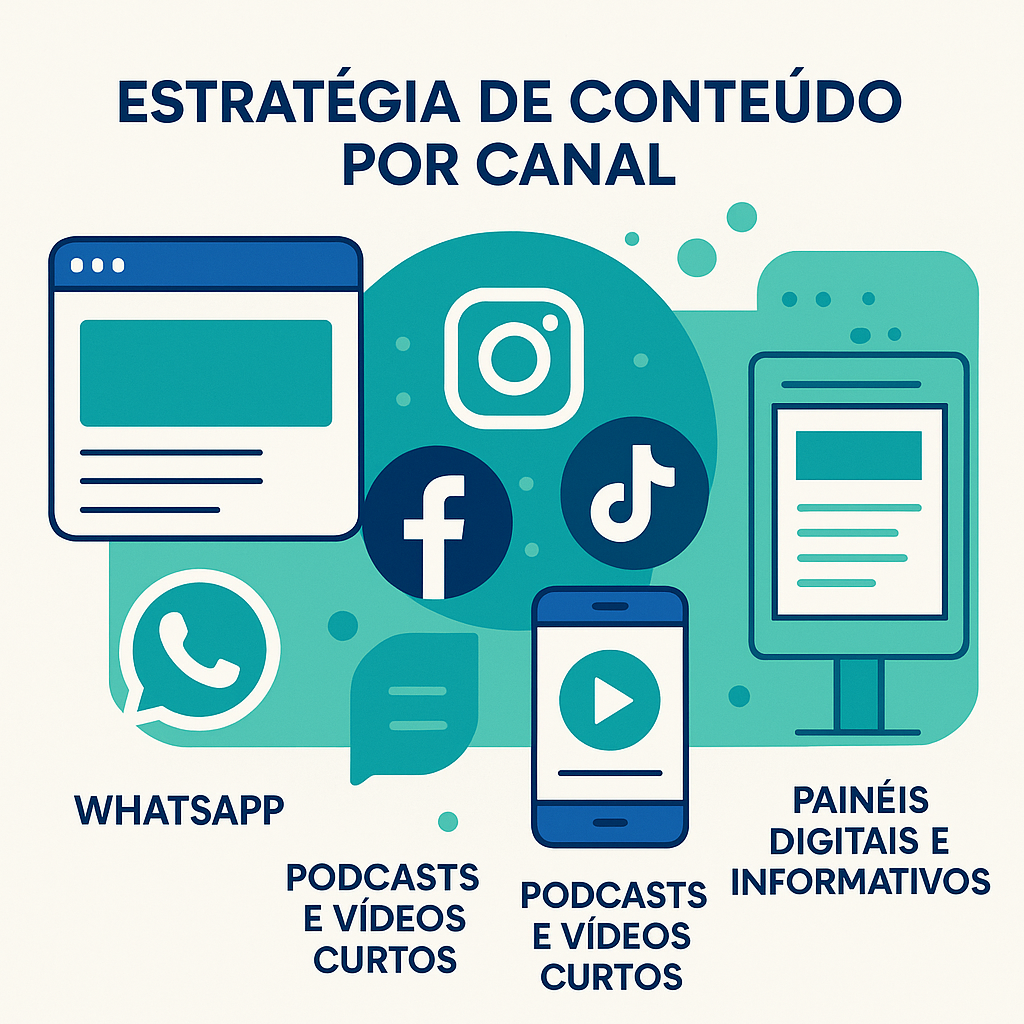 ESTRATÉGIA DE CONTEÚDO
POR CANAL
WHATSAPP
PODCASTS
E VÍDEOS
CURTOS
PODCASTS
E VÍDEOS
CURTOS
PAINÉIS
DIGITAIS E
INFORMATIVOS